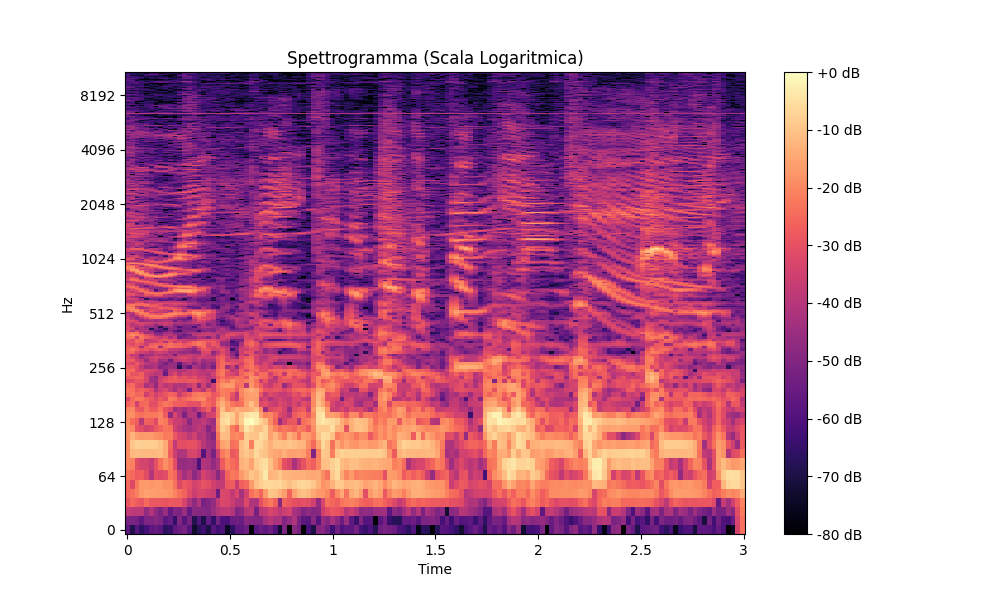 Spettrogramma (Scala Logaritmica)
Hz
8192
4096
2048
1024
512
256
128
64
0
0 0.5 1 1.5 2 2.5 3
Time
+0 dB
-10 dB
-20 dB
-30 dB
-40 dB
-50 dB
-60 dB
-70 dB
-80 dB